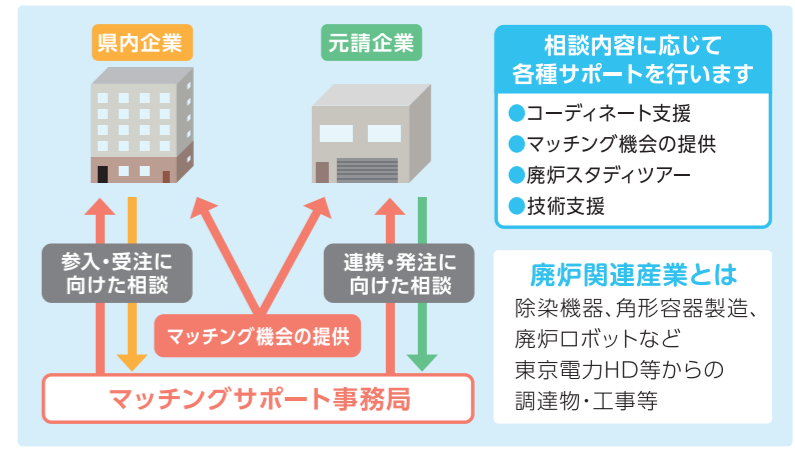 県内企業
元請企業
参入・受注に
向けた相談
連携・発注に
向けた相談
マッチング機会の提供
マッチングサポート事務局
相談内容に応じて
各種サポートを行います
●コーディネート支援
●マッチング機会の提供
●廃炉スタディツアー
●技術支援
廃炉関連産業とは
除染機器、角形容器製造、
廃炉ロボットなど
東京電力HD等からの
調達物・工事等